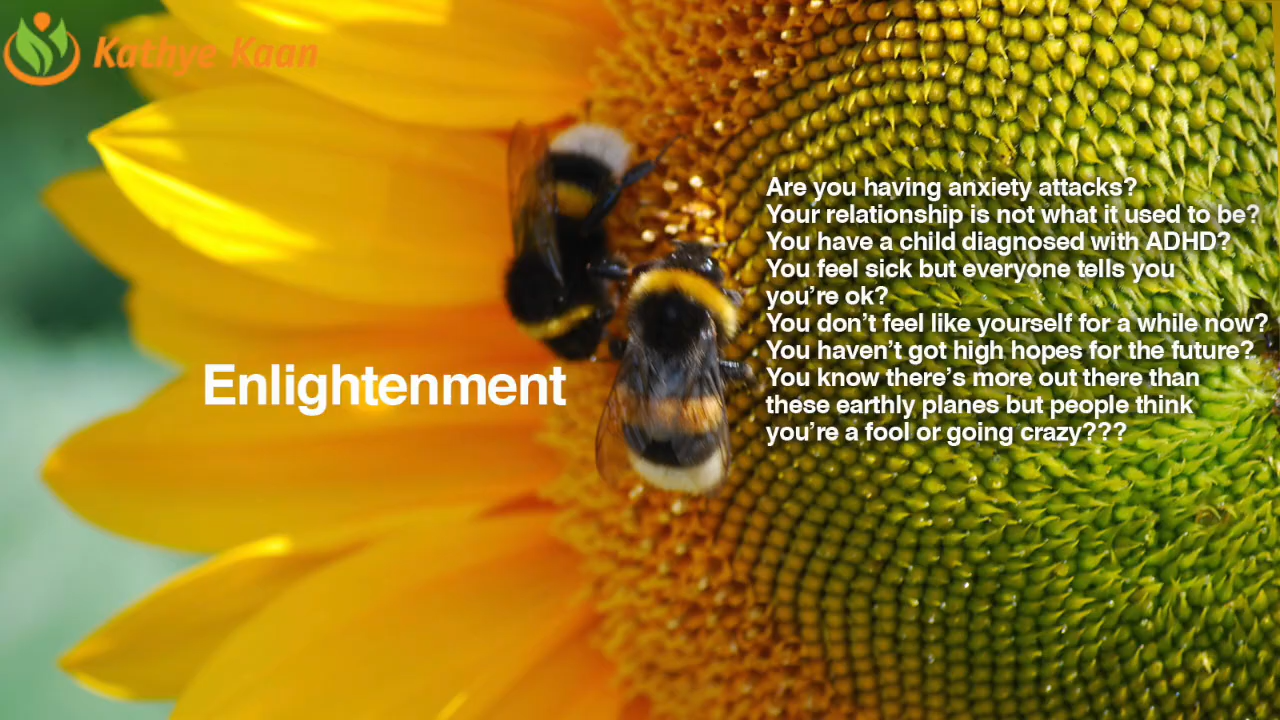 Kathye Kaan
Enlightenment
Are you having anxiety attacks?
Your relationship is not what it used to be?
You have a child diagnosed with ADHD?
You feel sick but everyone tells you
you're ok?
You don't feel like yourself for a while now?
You haven't got high hopes for the future?
You know there's more out there than
these earthly planes but people think
you're a fool or going crazy???